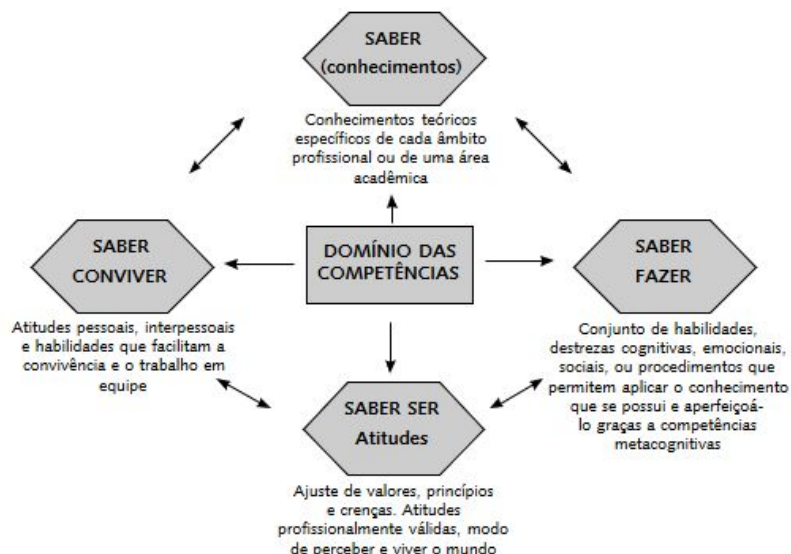 SABER
(conhecimentos)
Conhecimentos teóricos
específicos de cada âmbito
profissional ou de uma área
acadêmica
SABER
CONVIVER
Atitudes pessoais, interpessoais
e habilidades que facilitam a
convivência e o trabalho em
equipe
DOMÍNIO DAS
COMPETÊNCIAS
SABER
FAZER
Conjunto de habilidades,
destrezas cognitivas, emocionais,
sociais, ou procedimentos que
permitem aplicar o conhecimento
que se possui e aperfeiçoá-
lo graças a competências
metacognitivas
SABER SER
Atitudes
Ajuste de valores, princípios
e crenças. Atitudes
profissionalmente válidas, modo
de perceber e viver o mundo